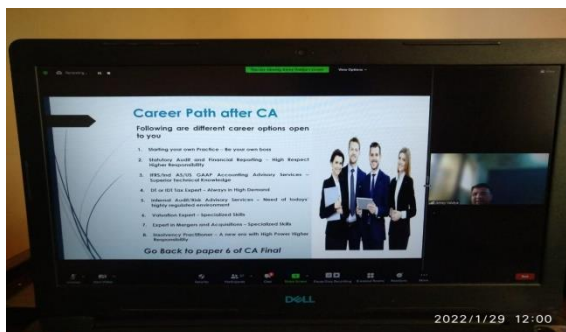 Recording...
View Options
Career Path after CA
Following are different career options open
to you
1. Starting your own Practice - Be your own boss
2. Statutory Audit and Financial Reporting - High Respect
Higher Responsibility
3. IFRS/Ind AS/US GAAP Accounting Advisory Services -
Superior Technical Knowledge
4. DT or IDT Tax Expert - Always in High Demand
5. Internal Audit/Risk Advisory Services - Need of todays'
highly regulated environment
6. Valuation Expert - Specialized Skills
7. Expert in Mergers and Acquisitions - Specialized Skills
8. Insolvency Practitioner - A new era with High Power Higher
Responsibility
Go Back to paper 6 of CA Final
DELL
2022/1/29 12:00